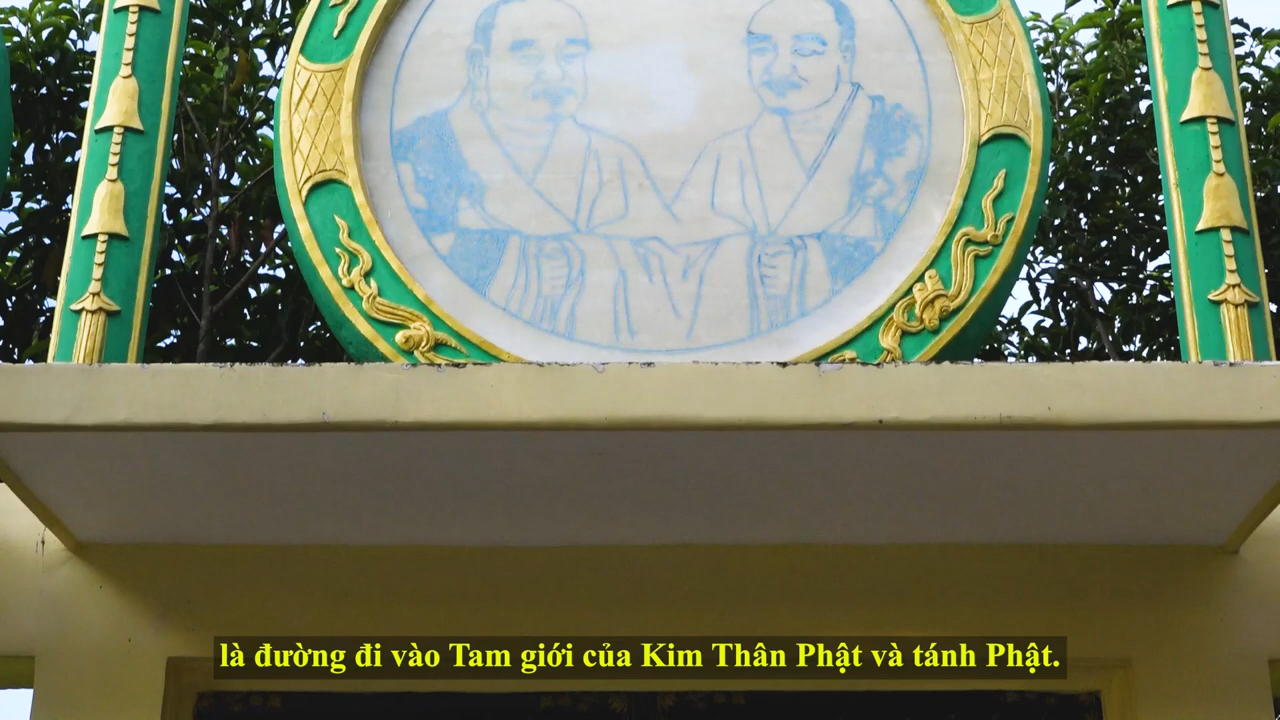 là đường đi vào Tam giới của Kim Thân Phật và tánh Phật.